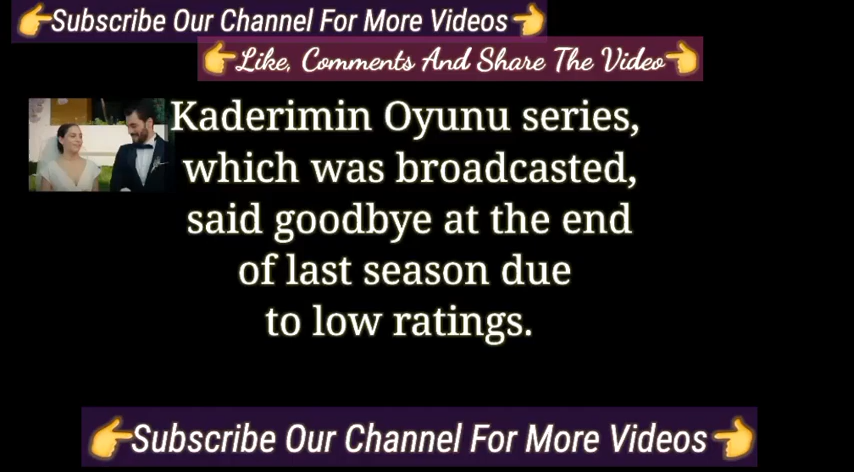 👉Subscribe Our Channel For More Videos👈
👉Like, Comments And Share The Video👈
Kaderimin Oyunu series,
which was broadcasted,
said goodbye at the end
of last season due
to low ratings.
👉Subscribe Our Channel For More Videos👈